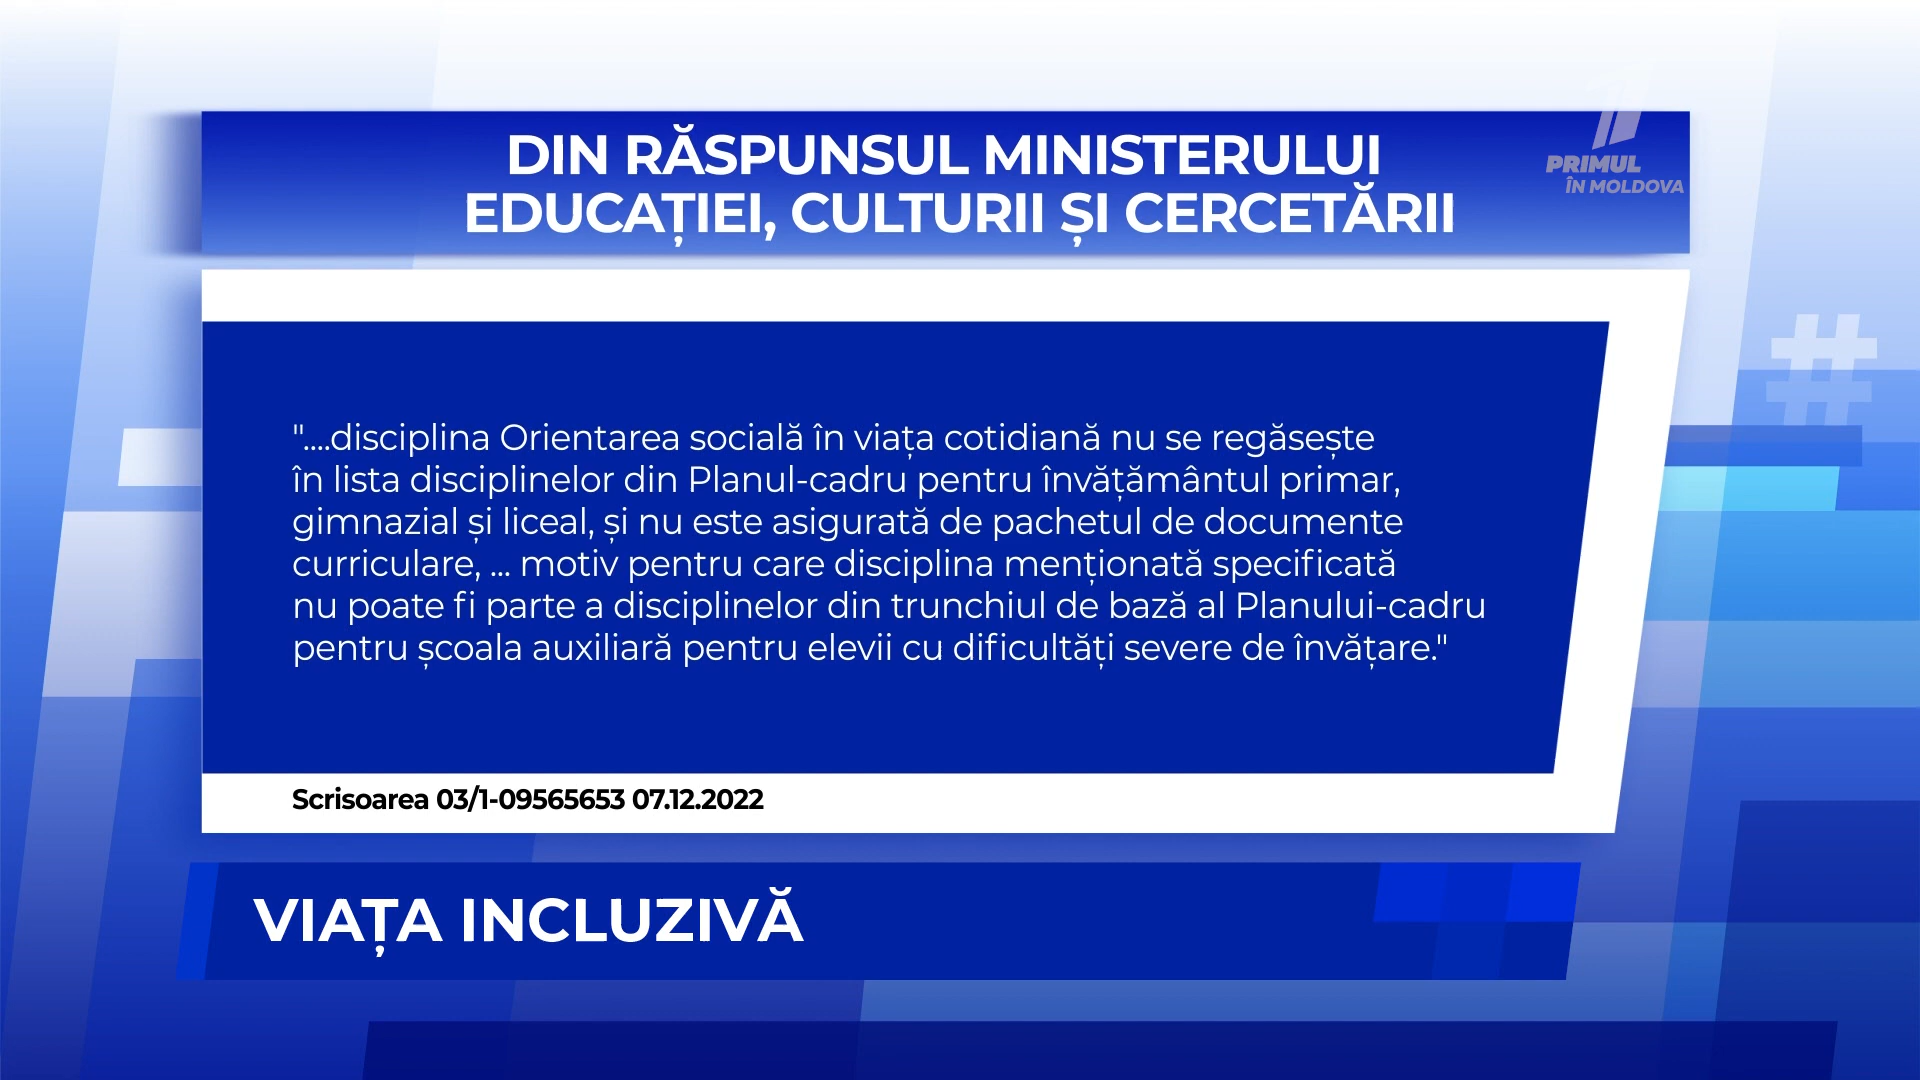 DIN RĂSPUNSUL MINISTERULUI
EDUCAȚIEI, CULTURII ȘI CERCETĂRII
PRIMUL
ÎN MOLDOVA
"....disciplina Orientarea socială în viața cotidiană nu se regăsește
în lista disciplinelor din Planul-cadru pentru învățământul primar,
gimnazial și liceal, și nu este asigurată de pachetul de documente
curriculare, ... motiv pentru care disciplina menționată specificată
nu poate fi parte a disciplinelor din trunchiul de bază al Planului-cadru
pentru școala auxiliară pentru elevii cu dificultăți severe de învățare."
Scrisoarea 03/1-09565653 07.12.2022
VIAȚA INCLUZIVĂ
#